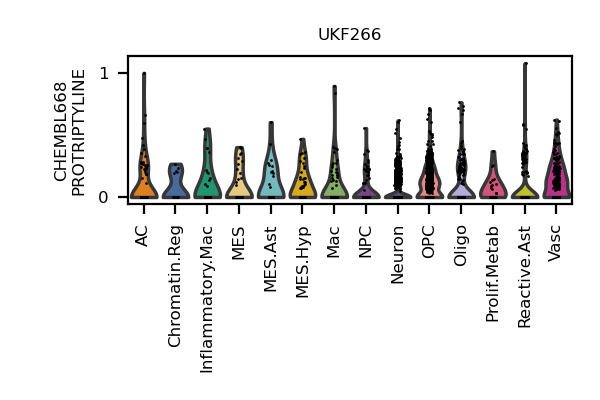 UKF266
CHEMBL668
PROTRIPTYLINE
1
0
AC
Chromatin.Reg
Inflammatory.Mac
MES
MES.Ast
MES.Hyp
Mac
NPC
Neuron
OPC
Oligo
Prolif.Metab
Reactive.Ast
Vasc